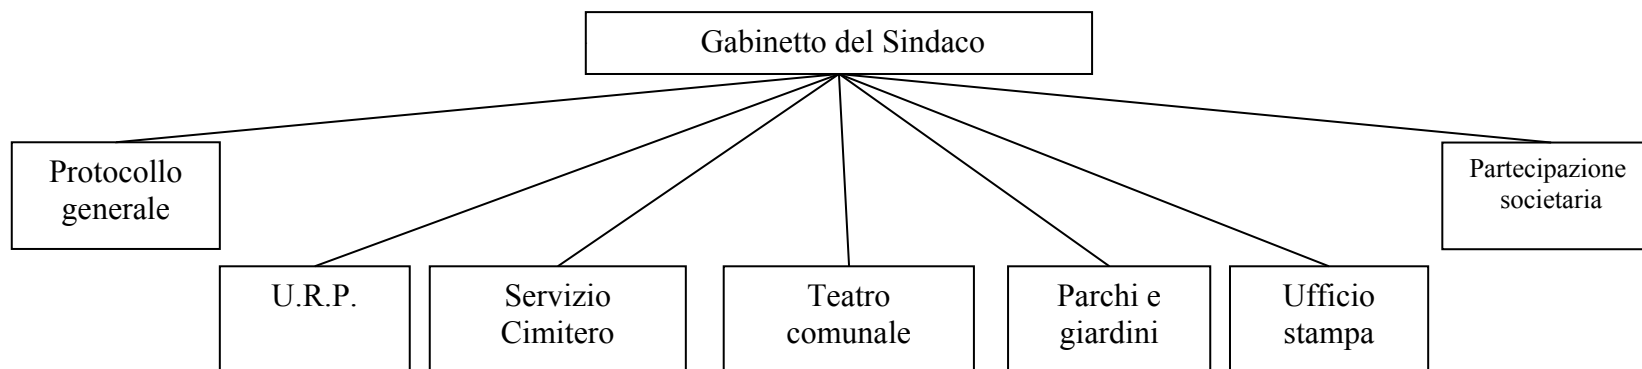 Gabinetto del Sindaco
Protocollo
generale
Partecipazione
societaria
U.R.P.
Servizio
Cimitero
Teatro
comunale
Parchi e
giardini
Ufficio
stampa